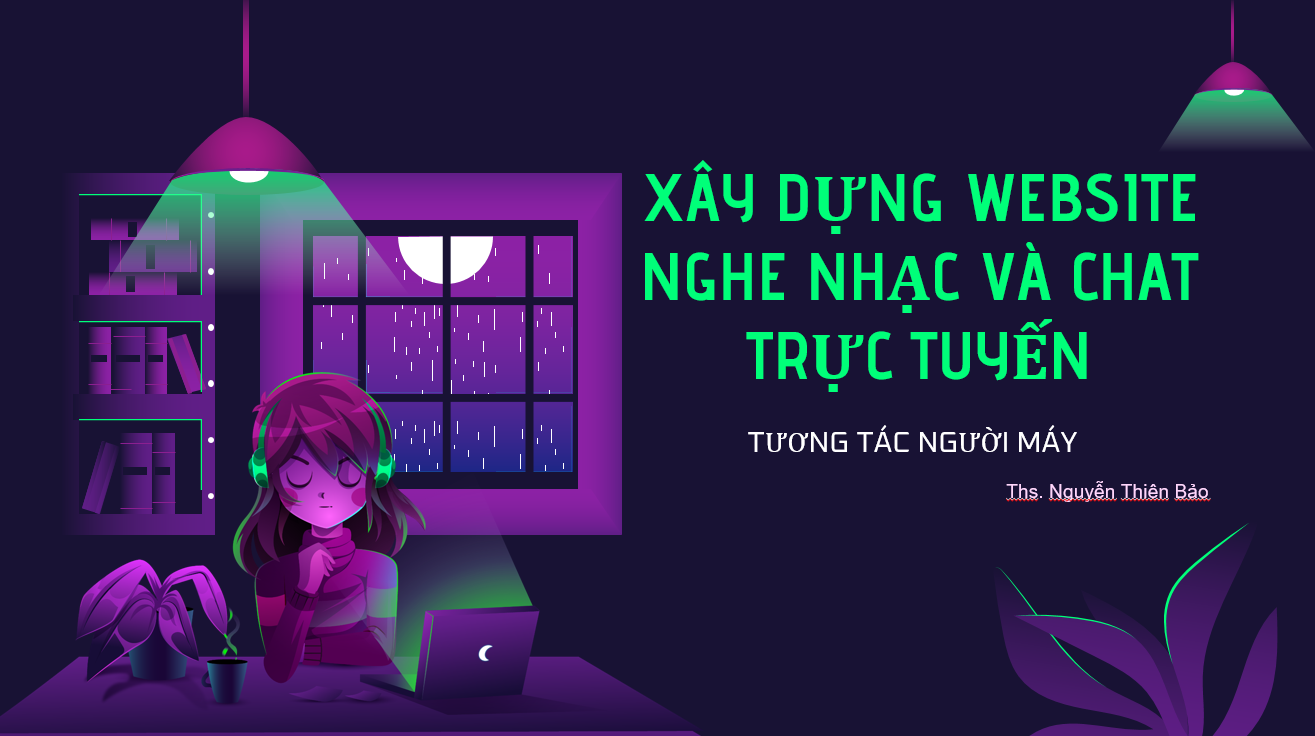 XÂY DỰNG WEBSITE
NGHE NHẠC VÀ CHAT
TRỰC TUYẾN
TƯƠNG TÁC NGƯỜI MÁY
Ths. Nguyễn Thiên Bảo